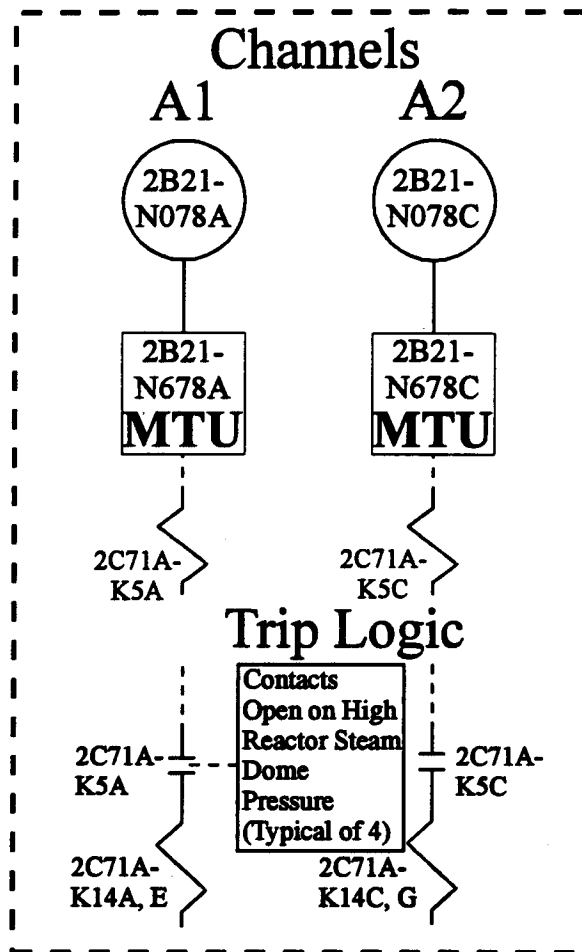 Channels
A1 A2
2B21-
N078A
2B21-
N078C
2B21-
N678A
MTU
2B21-
N678C
MTU
2C71A-
K5A
2C71A-
K5C
Trip Logic
Contacts
Open on High
Reactor Steam
Dome
Pressure
(Typical of 4)
2C71A-
K5A
2C71A-
K5C
2C71A-
K14A, E
2C71A-
K14C, G